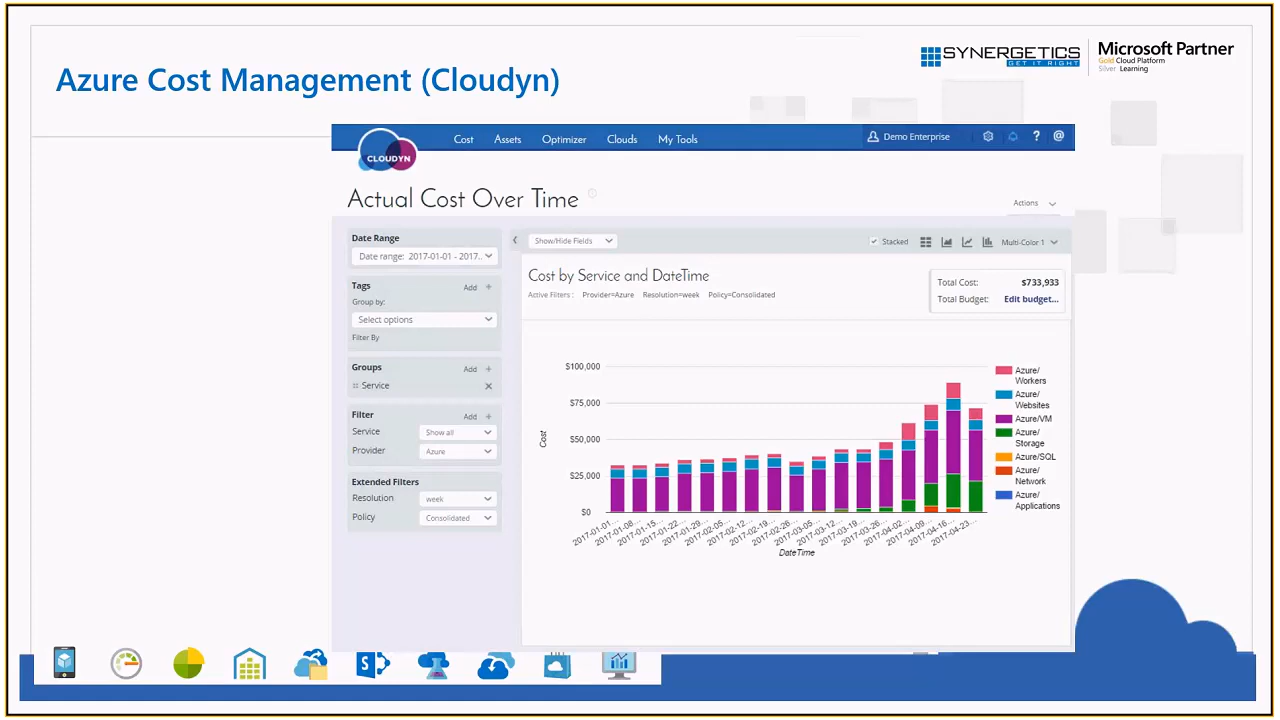 Azure Cost Management (Cloudyn)
SYNERGETICS
GET IT RIGHT
Microsoft Partner
Gold Cloud Platform
Silver Learning
CLOUDYN
Cost Assets Optimizer Clouds My Tools
Demo Enterprise ? @
Actual Cost Over Time
Actions
Date Range
Date range: 2017-01-01 - 2017..
Tags Add +
Group by:
Select options
Filter By
Groups Add +
Service
Filter Add +
Service Show all
Provider Azure
Extended Filters
Resolution week
Policy Consolidated
Show/Hide Fields
Stacked
Multi-Color 1
Cost by Service and DateTime
Active Filters : Provider=Azure Resolution=week Policy=Consolidated
Total Cost: $733,933
Total Budget: Edit budget...
$100,000
$75,000
$50,000
$25,000
$0
Cost
2017-01-01...
2017-01-08...
2017-01-15...
2017-01-22...
2017-01-29...
2017-02-05...
2017-02-12...
2017-02-19...
2017-02-26...
2017-03-05...
2017-03-12...
2017-03-19...
2017-03-26...
2017-04-02...
2017-04-09...
2017-04-16...
2017-04-23...
DateTime
Azure/
Workers
Azure/
Websites
Azure/VM
Azure/
Storage
Azure/SQL
Azure/
Network
Azure/
Applications
S